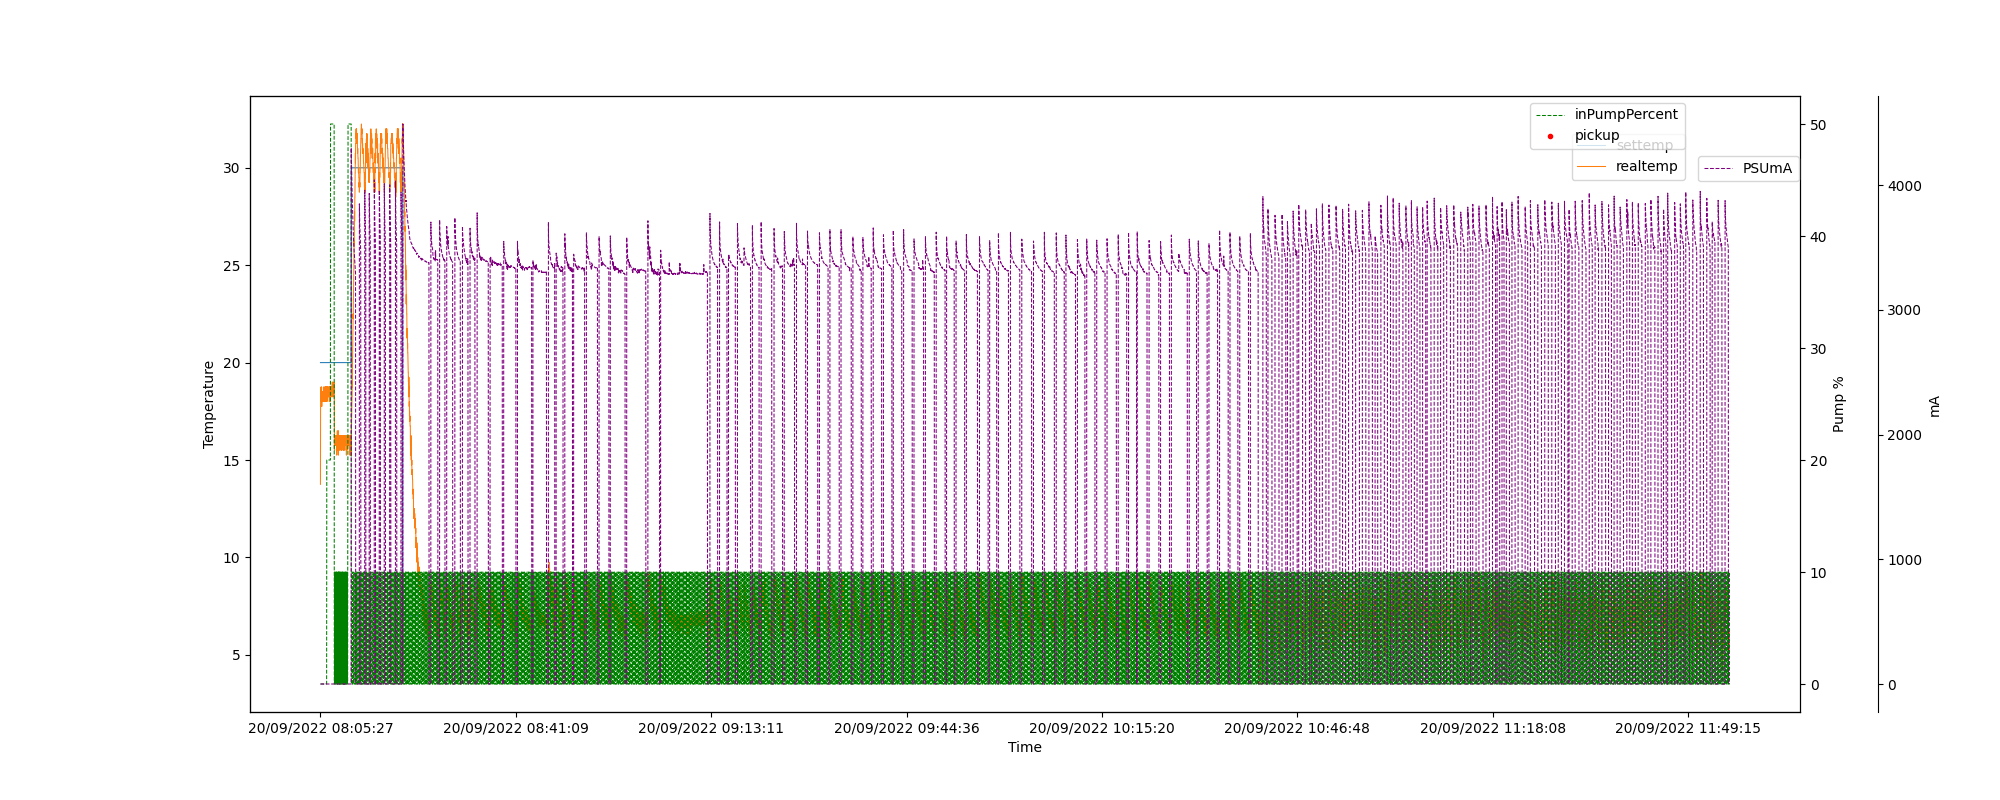 inPumpPercent
pickup
settemp
realtemp
PSUmA
30
25
20
15
10
5
Temperature
50
40
30
20
10
0
Pump %
4000
3000
2000
1000
0
mA
20/09/2022 08:05:27
20/09/2022 08:41:09
20/09/2022 09:13:11
20/09/2022 09:44:36
20/09/2022 10:15:20
20/09/2022 10:46:48
20/09/2022 11:18:08
20/09/2022 11:49:15
Time